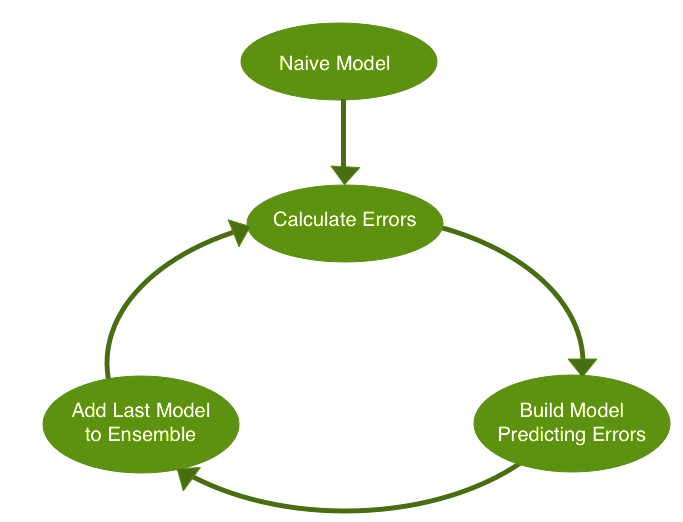 Naive Model
Calculate Errors
Add Last Model
to Ensemble
Build Model
Predicting Errors